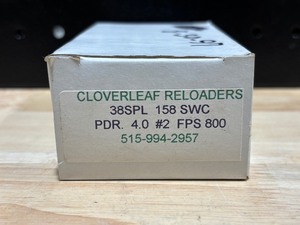 CLOVERLEAF RELOADERS
38SPL 158 SWC
PDR. 4.0 #2 FPS 800
515-994-2957